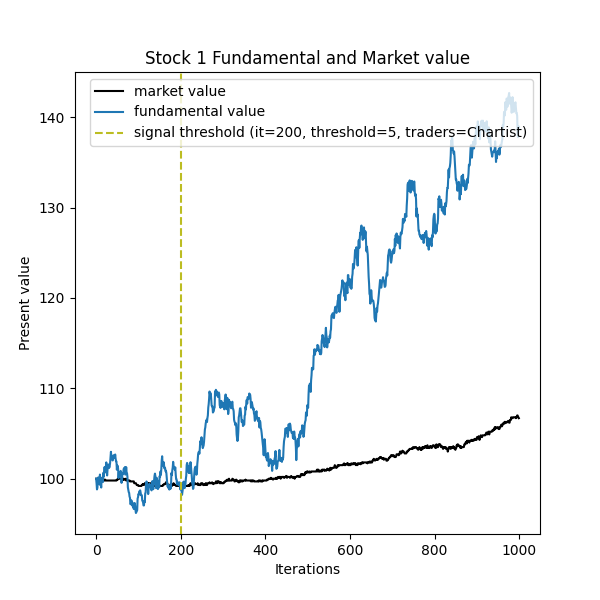 Stock 1 Fundamental and Market value
market value
fundamental value
signal threshold (it=200, threshold=5, traders=Chartist)
140
130
120
110
100
Present value
0 200 400 600 800 1000
Iterations